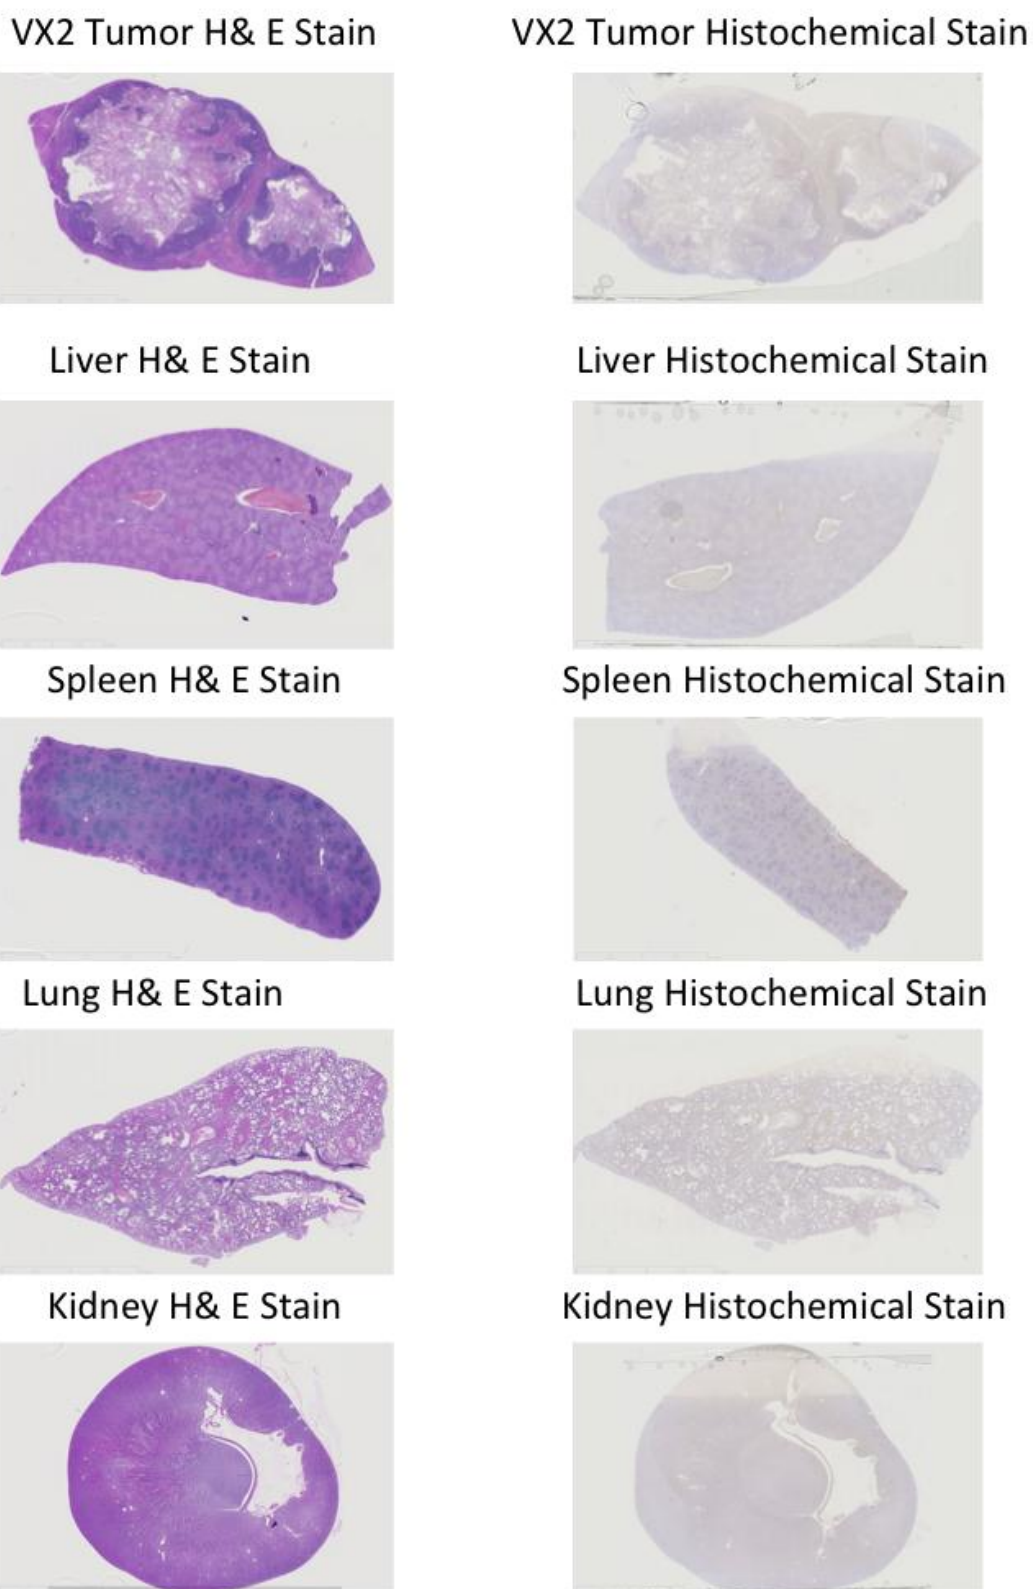 VX2 Tumor H& E Stain
VX2 Tumor Histochemical Stain
Liver H& E Stain
Liver Histochemical Stain
Spleen H& E Stain
Spleen Histochemical Stain
Lung H& E Stain
Lung Histochemical Stain
Kidney H& E Stain
Kidney Histochemical Stain